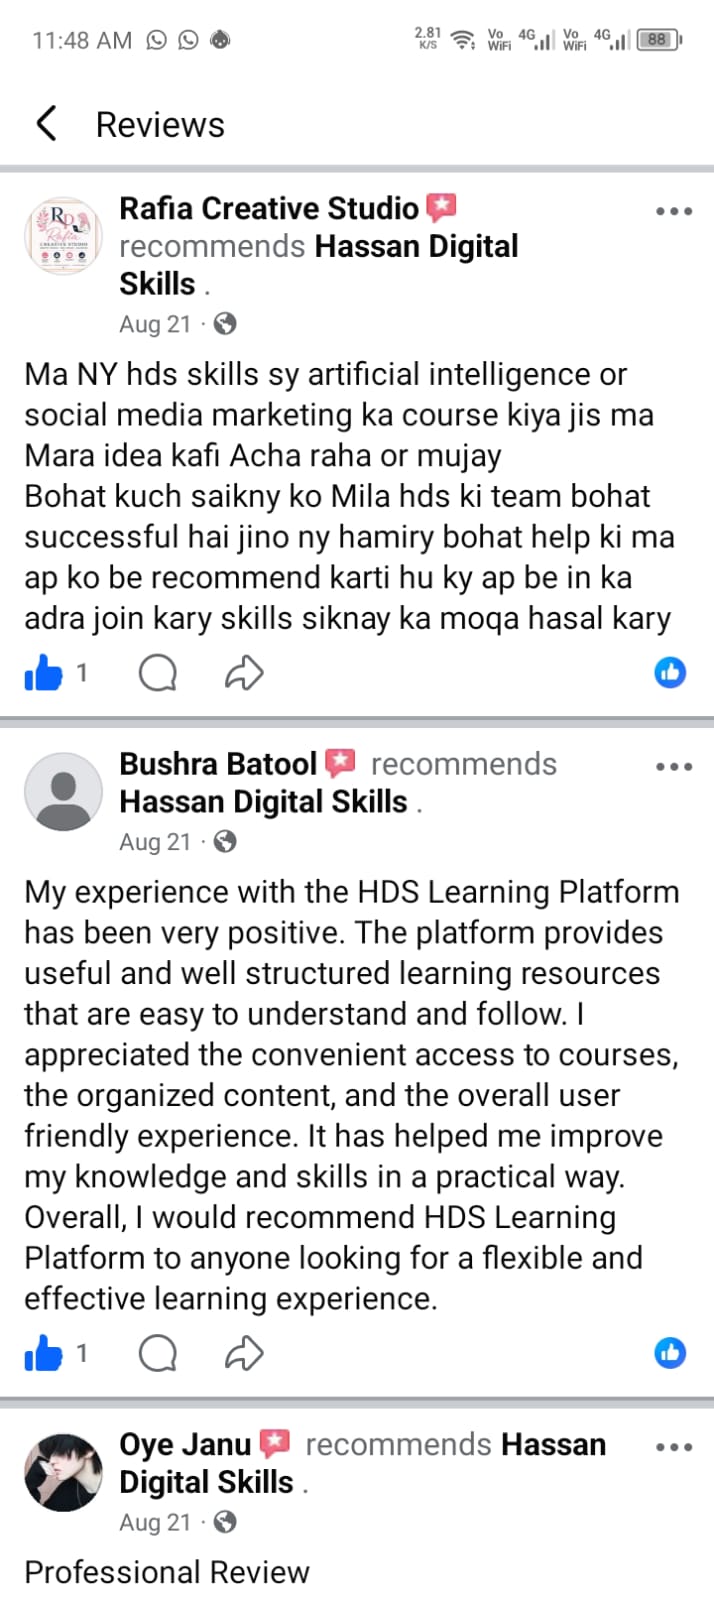 11:48 AM
2.81 K/S Vo WiFi 4G Vo WiFi 4G 88
Reviews
Rafia Creative Studio
recommends Hassan Digital
Skills .
Aug 21 ·
Ma NY hds skills sy artificial intelligence or
social media marketing ka course kiya jis ma
Mara idea kafi Acha raha or mujay
Bohat kuch saikny ko Mila hds ki team bohat
successful hai jino ny hamiry bohat help ki ma
ap ko be recommend karti hu ky ap be in ka
adra join kary skills siknay ka moqa hasal kary
1
Bushra Batool recommends
Hassan Digital Skills .
Aug 21 ·
My experience with the HDS Learning Platform
has been very positive. The platform provides
useful and well structured learning resources
that are easy to understand and follow. I
appreciated the convenient access to courses,
the organized content, and the overall user
friendly experience. It has helped me improve
my knowledge and skills in a practical way.
Overall, I would recommend HDS Learning
Platform to anyone looking for a flexible and
effective learning experience.
1
Oye Janu recommends Hassan
Digital Skills .
Aug 21 ·
Professional Review